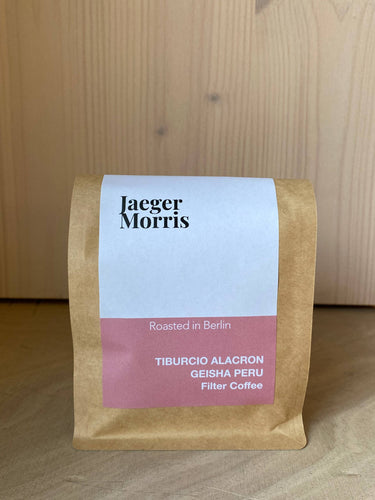 Jaeger
Morris
Roasted in Berlin
TIBURCIO ALACRON
GEISHA PERU
Filter Coffee